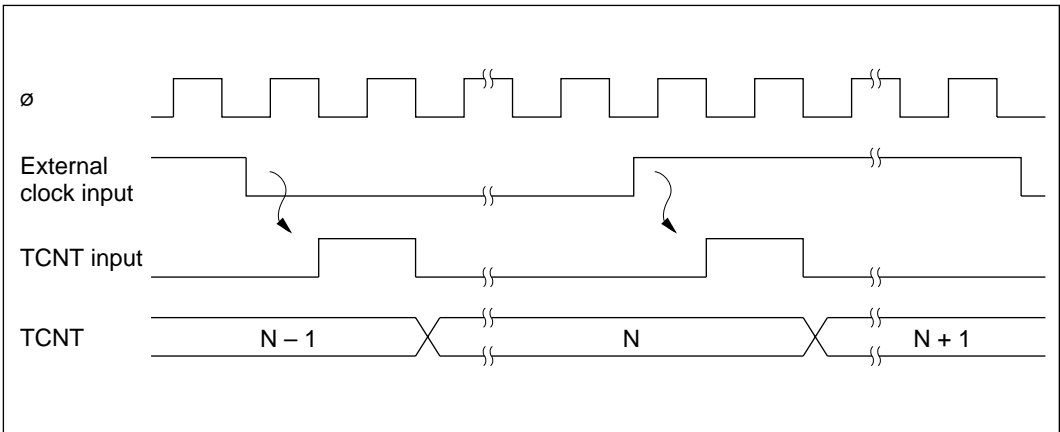 ø
External
clock input
TCNT input
TCNT
N – 1
N
N + 1